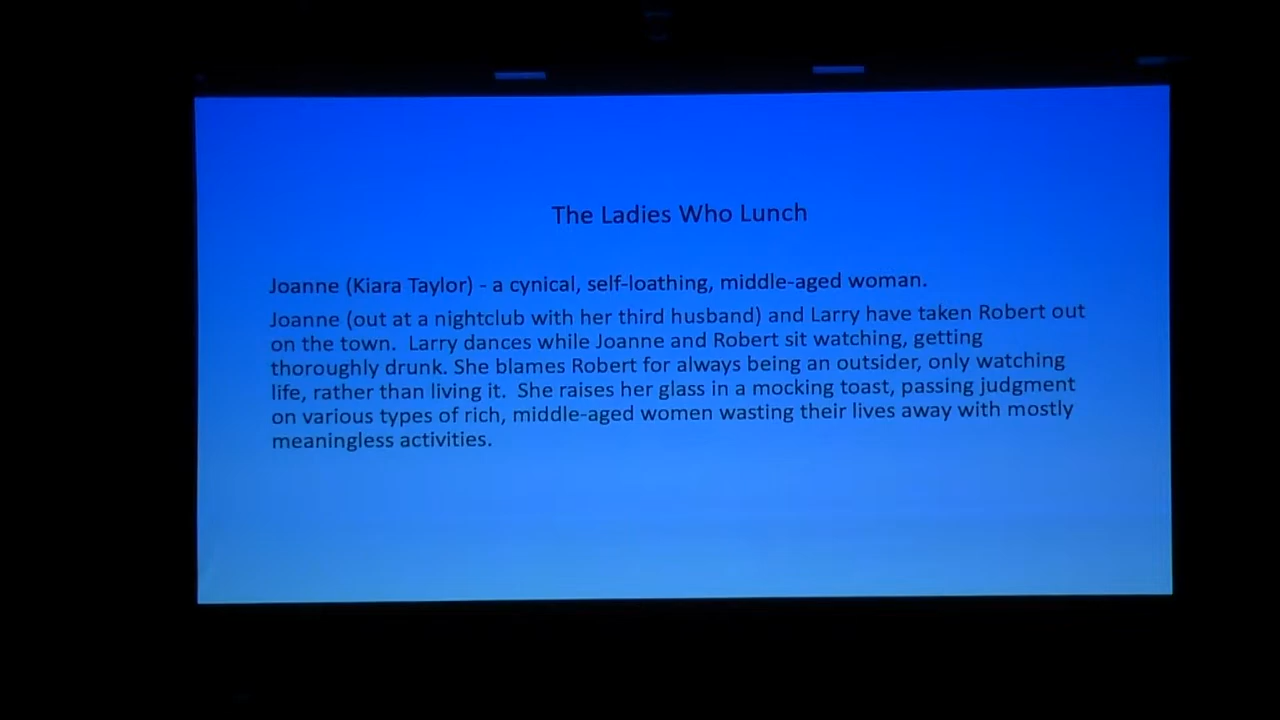 The Ladies Who Lunch
Joanne (Kiara Taylor) - a cynical, self-loathing, middle-aged woman.
Joanne (out at a nightclub with her third husband) and Larry have taken Robert out
on the town.  Larry dances while Joanne and Robert sit watching, getting
thoroughly drunk. She blames Robert for always being an outsider, only watching
life, rather than living it.  She raises her glass in a mocking toast, passing judgment
on various types of rich, middle-aged women wasting their lives away with mostly
meaningless activities.